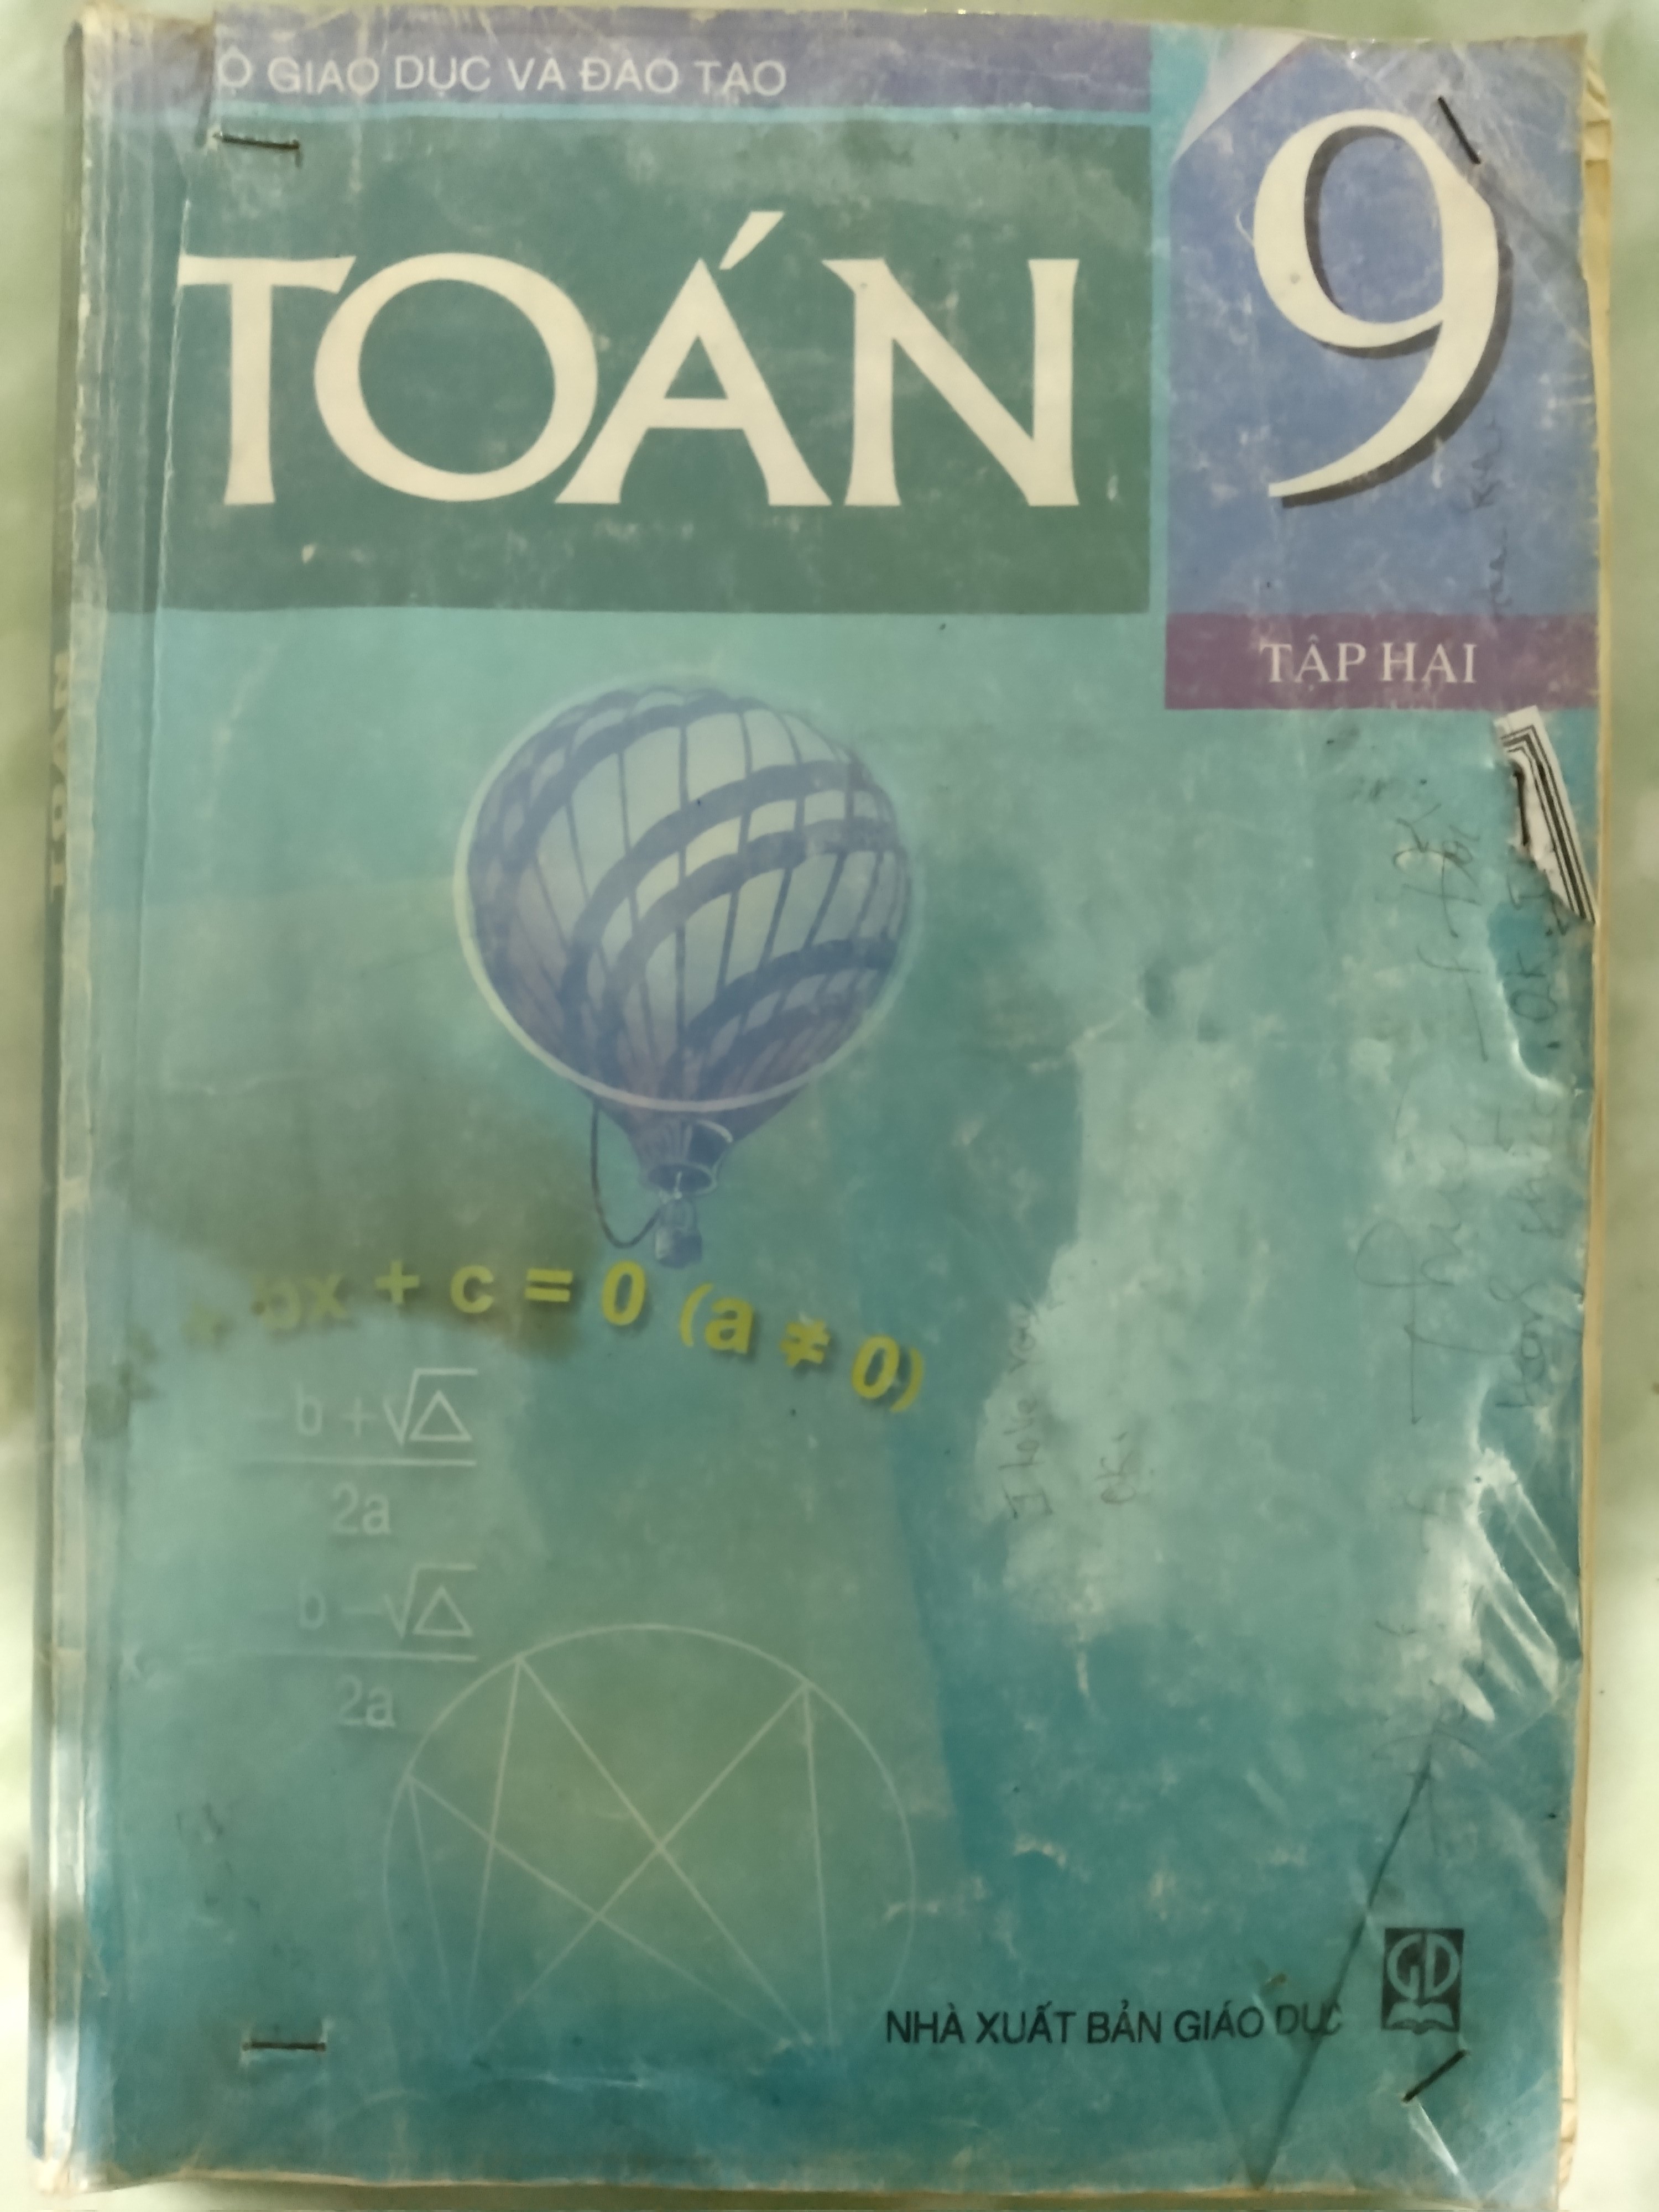 Ộ GIÁO DỤC VÀ ĐÀO TẠO
TOÁN
9
TẬP HAI
+ bx + c = 0 (a ≠ 0)
- b + √Δ
2a
- b - √Δ
2a
NHÀ XUẤT BẢN GIÁO DỤC
GD